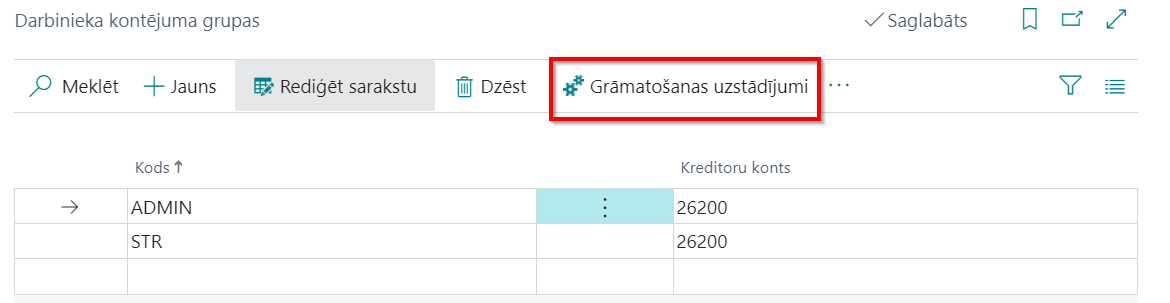 Darbinieka kontējuma grupas
Saglabāts
Meklēt Jauns Rediģēt sarakstu Dzēst Grāmatošanas uzstādījumi
Kods Kreditoru konts
ADMIN 26200
STR 26200